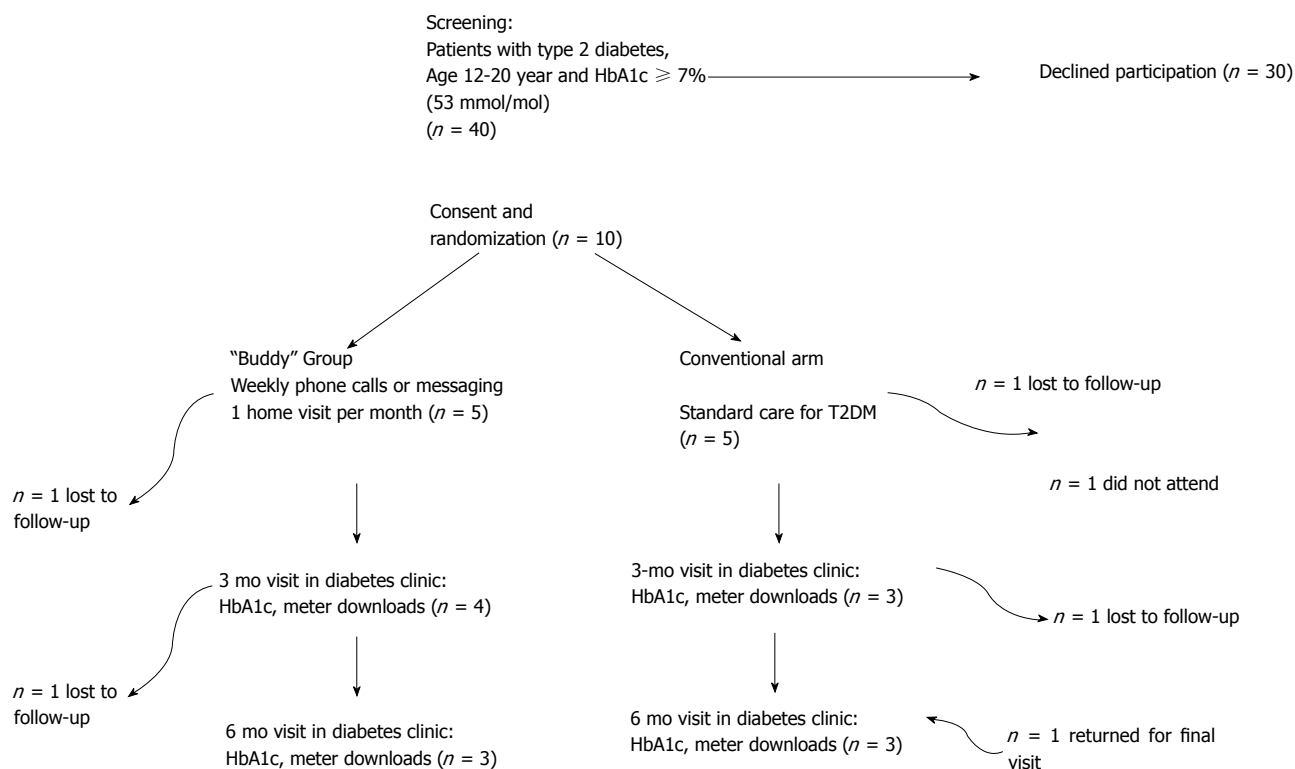 Screening:
Patients with type 2 diabetes,
Age 12-20 year and HbA1c ⩾ 7%
(53 mmol/mol)
(n = 40)
Declined participation (n = 30)
Consent and
randomization (n = 10)
“Buddy” Group
Weekly phone calls or messaging
1 home visit per month (n = 5)
Conventional arm
Standard care for T2DM
(n = 5)
n = 1 lost to follow-up
n = 1 did not attend
n = 1 lost to
follow-up
3 mo visit in diabetes clinic:
HbA1c, meter downloads (n = 4)
3-mo visit in diabetes clinic:
HbA1c, meter downloads (n = 3)
n = 1 lost to follow-up
n = 1 lost to
follow-up
6 mo visit in diabetes clinic:
HbA1c, meter downloads (n = 3)
6 mo visit in diabetes clinic:
HbA1c, meter downloads (n = 3)
n = 1 returned for final
visit